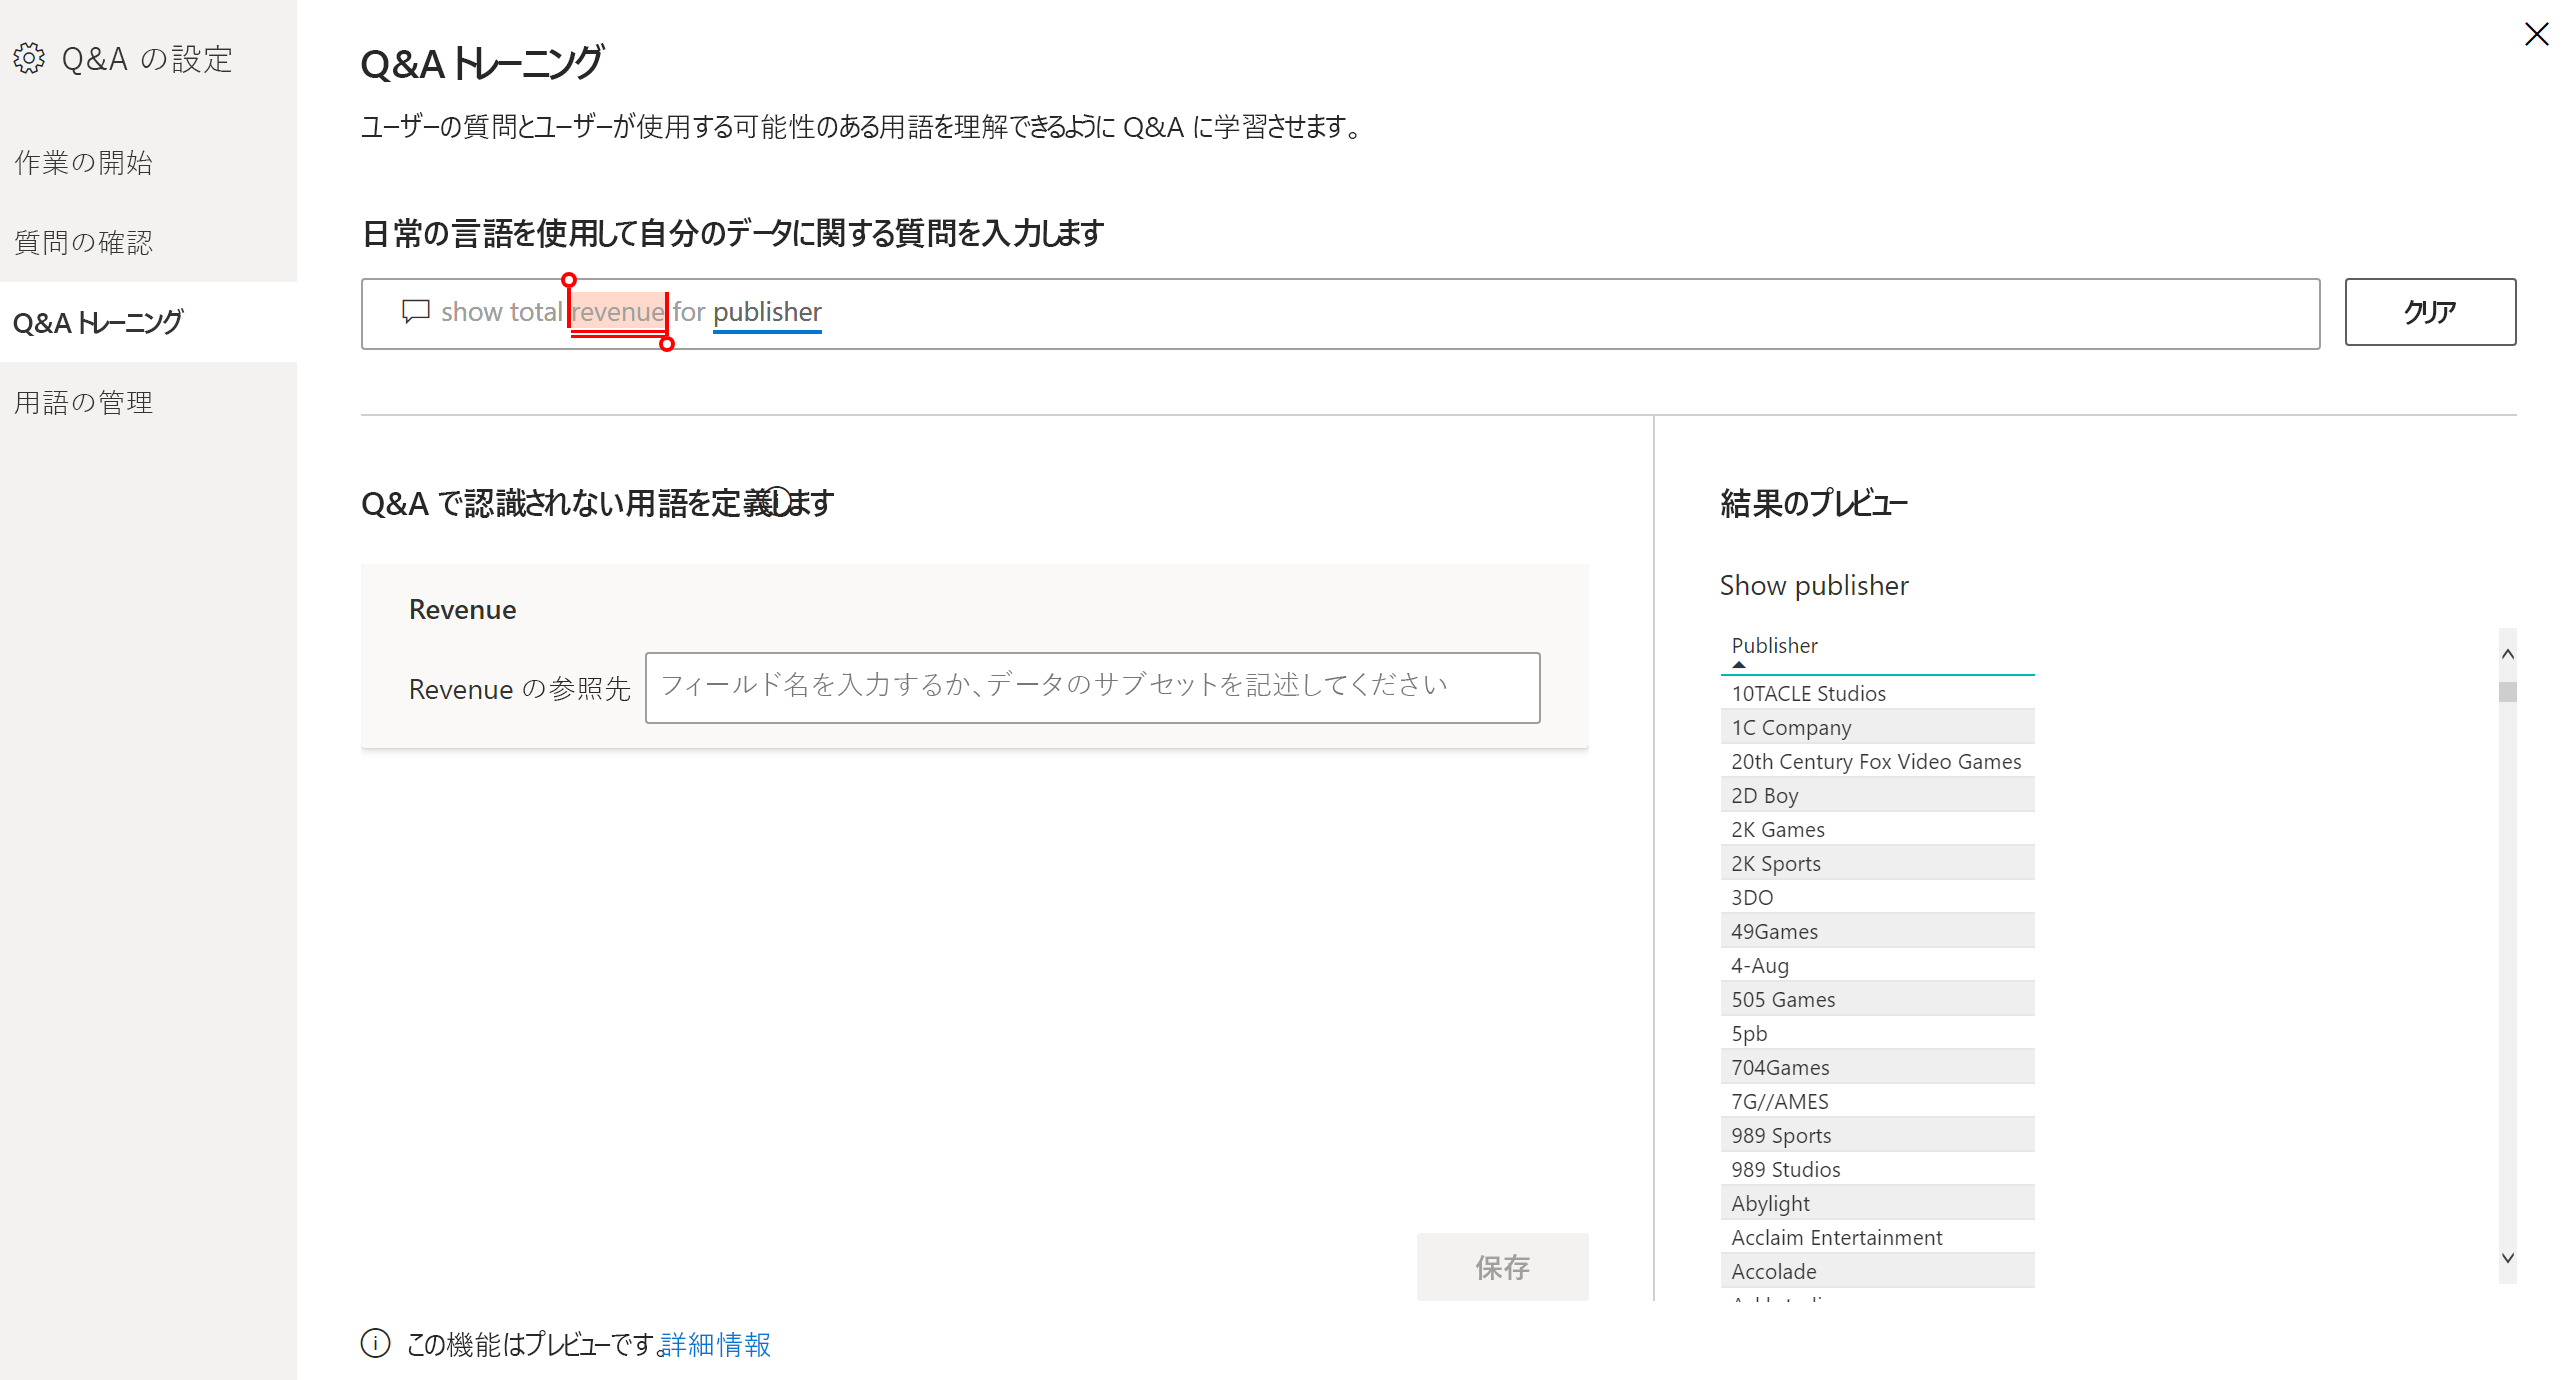 Q&A の設定
作業の開始
質問の確認
Q&A トレーニング
用語の管理
Q&A トレーニング
ユーザーの質問とユーザーが使用する可能性のある用語を理解できるように Q&A に学習させます。
日常の言語を使用して自分のデータに関する質問を入力します
show total revenue for publisher
クリア
Q&A で認識されない用語を定義します
Revenue
Revenue の参照先
フィールド名を入力するか、データのサブセットを記述してください
保存
この機能はプレビューです。詳細情報
結果のプレビュー
Show publisher
Publisher
10TACLE Studios
1C Company
20th Century Fox Video Games
2D Boy
2K Games
2K Sports
3DO
49Games
4-Aug
505 Games
5pb
704Games
7G//AMES
989 Sports
989 Studios
Abylight
Acclaim Entertainment
Accolade